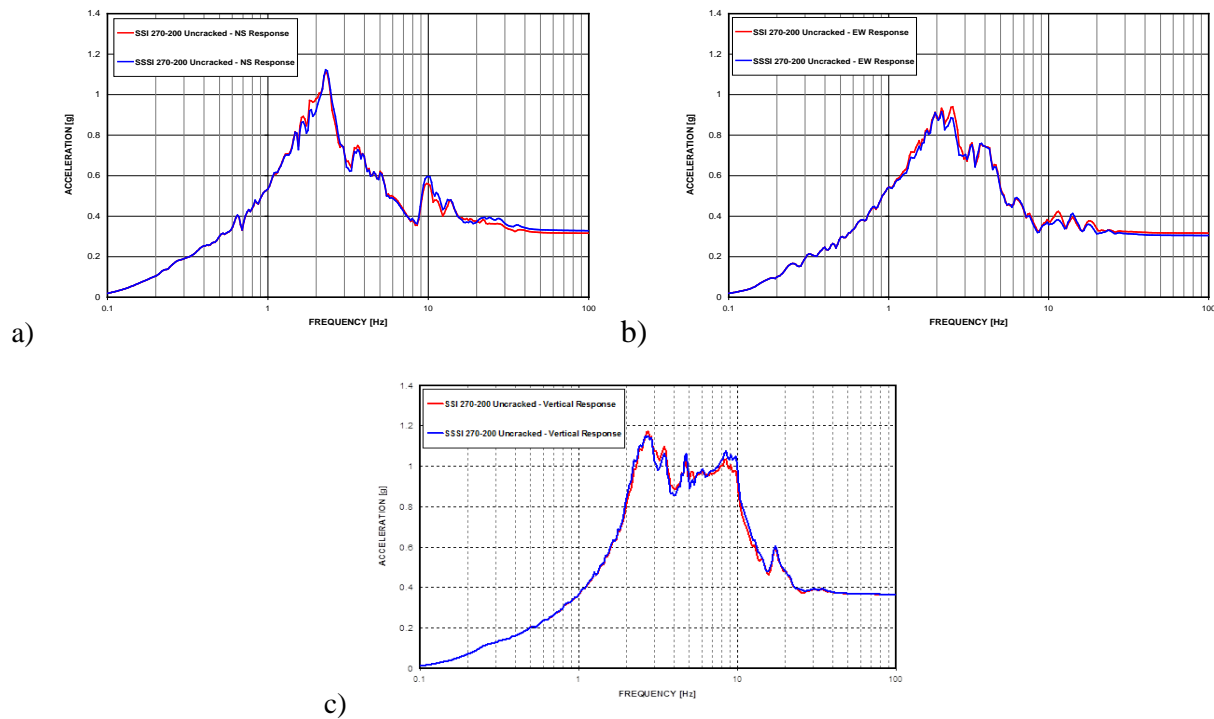 1.4
1.2
1
0.8
0.6
0.4
0.2
0
0.1 1 10 100
ACCELERATION [g]
FREQUENCY [Hz]
SSI 270-200 Uncracked - NS Response
SSSI 270-200 Uncracked - NS Response
a)
1.4
1.2
1
0.8
0.6
0.4
0.2
0
0.1 1 10 100
ACCELERATION [g]
FREQUENCY [Hz]
SSI 270-200 Uncracked - EW Response
SSSI 270-200 Uncracked - EW Response
b)
1.4
1.2
1
0.8
0.6
0.4
0.2
0
0.1 1 10 100
ACCELERATION [g]
FREQUENCY [Hz]
SSI 270-200 Uncracked - Vertical Response
SSSI 270-200 Uncracked - Vertical Response
c)